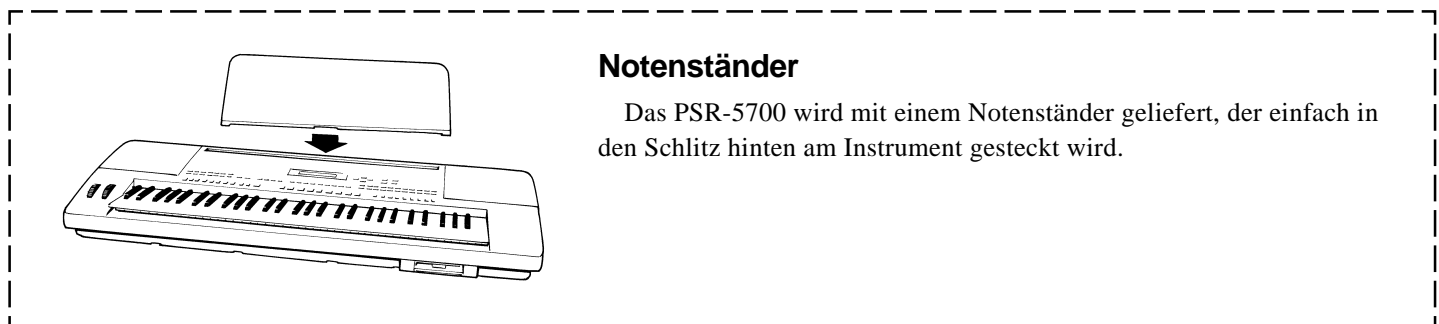 Notenständer
Das PSR-5700 wird mit einem Notenständer geliefert, der einfach in
den Schlitz hinten am Instrument gesteckt wird.